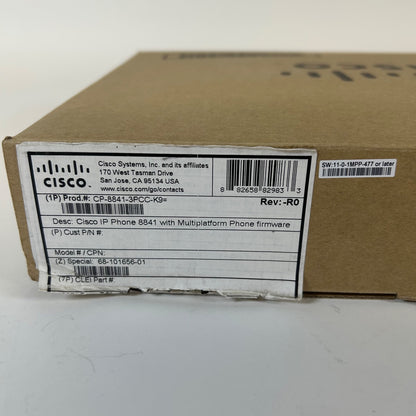 CISCO
Cisco Systems, Inc. and its affiliates
170 West Tasman Drive
San Jose, CA 95134 USA
www.cisco.com/go/contacts
8 82658 82983 3
SW:11-0-1MPP-477 or later
(1P) Prod.#: CP-8841-3PCC-K9=
Rev: -R0
Desc: Cisco IP Phone 8841 with Multiplatform Phone firmware
(P) Cust P/N #:
Model # / CPN:
(Z) Special: 68-101656-01
(7P) CLEI Part #: